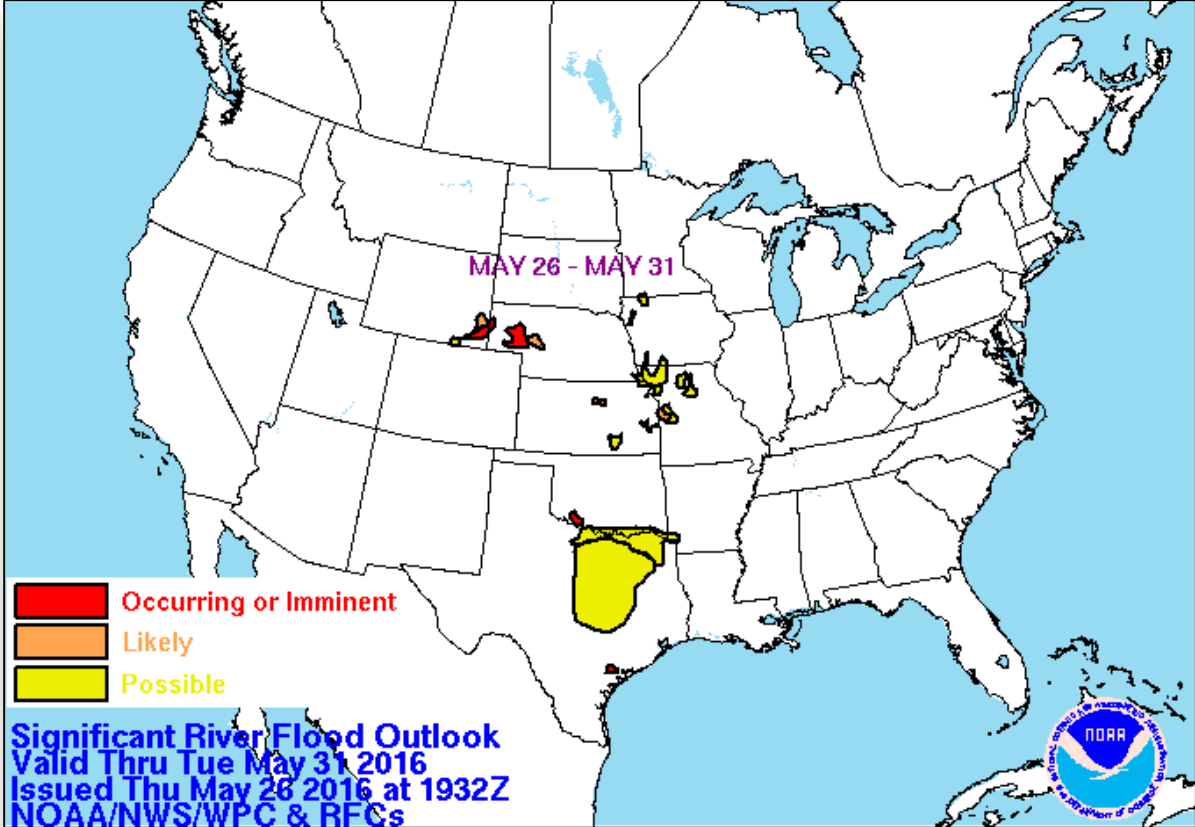 MAY 26 - MAY 31
Occurring or Imminent
Likely
Possible
Significant River Flood Outlook
Valid Thru Tue May 31 2016
Issued Thu May 26 2016 at 1932Z
NOAA/NWS/WPC & RFCs
NOAA